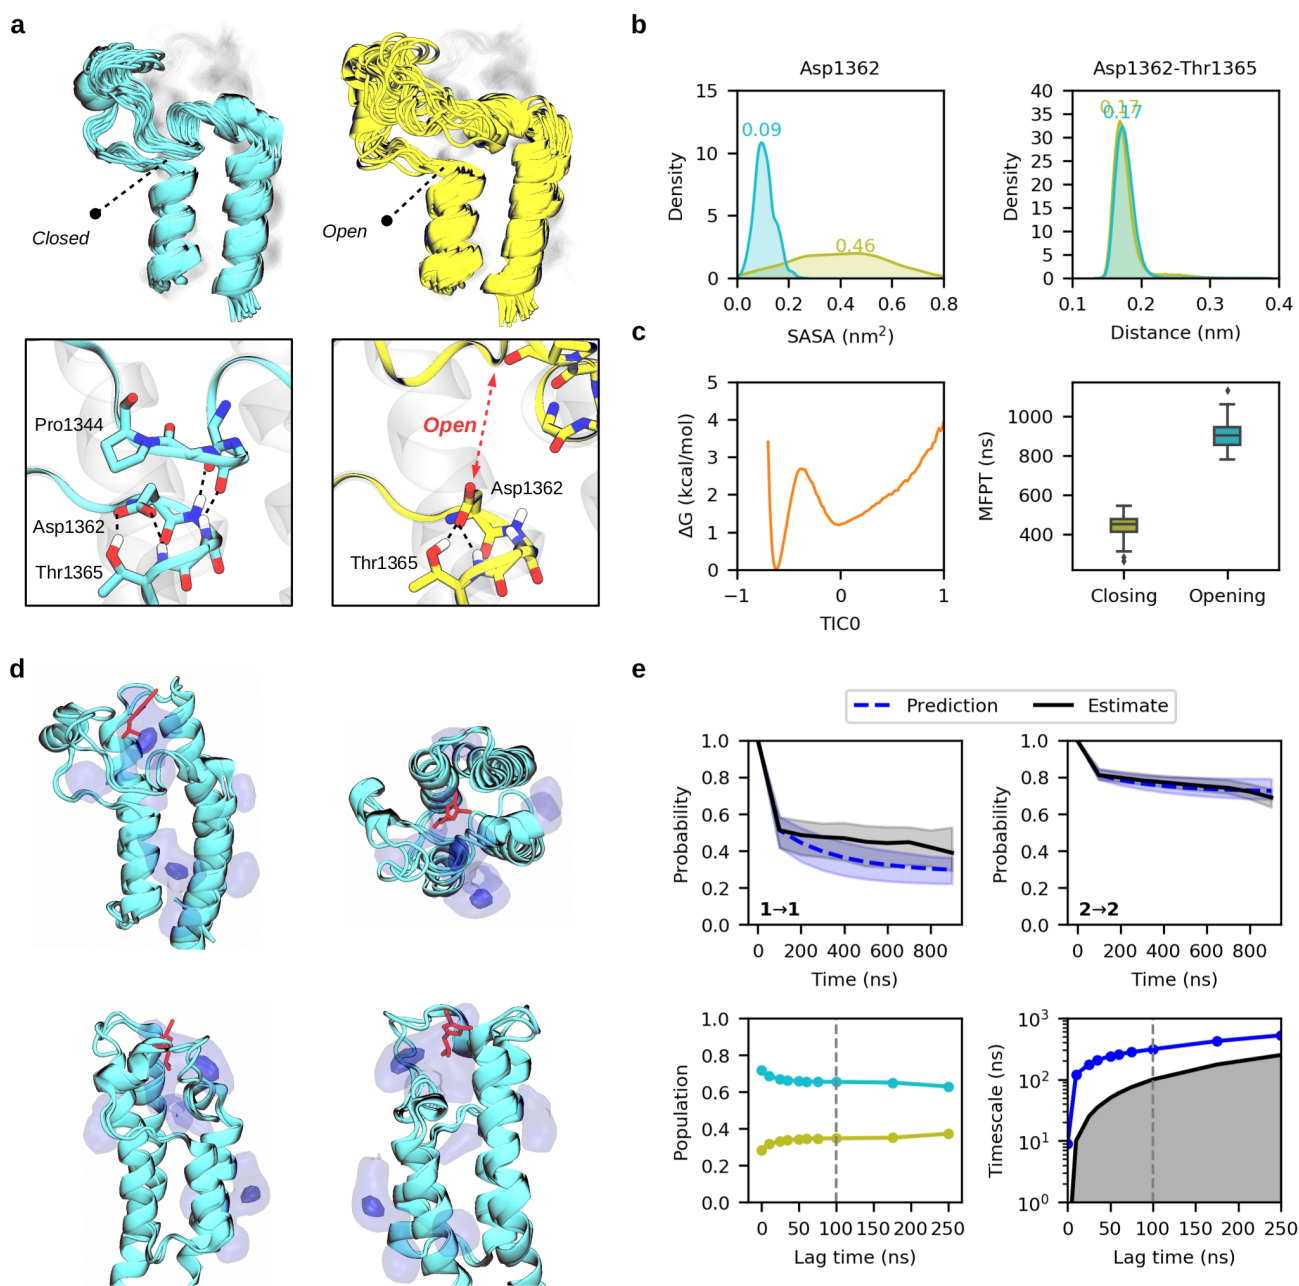 a
Closed
Open
Pro1344
Asp1362
Thr1365
Open
Asp1362
Thr1365
b
Asp1362
15
10
5
0
Density
0.09
0.46
0.0 0.2 0.4 0.6 0.8
SASA (nm²)
Asp1362-Thr1365
40
35
30
25
20
15
10
5
0
Density
0.17
0.17
0.1 0.2 0.3 0.4
Distance (nm)
c
5
4
3
2
1
0
ΔG (kcal/mol)
−1 0 1
TIC0
1000
800
600
400
MFPT (ns)
Closing Opening
d
e
Prediction Estimate
1.0
0.8
0.6
0.4
0.2
0.0
Probability
1→1
0 200 400 600 800
Time (ns)
1.0
0.8
0.6
0.4
0.2
0.0
Probability
2→2
0 200 400 600 800
Time (ns)
1.0
0.8
0.6
0.4
0.2
0.0
Population
0 50 100 150 200 250
Lag time (ns)
10³
10²
10¹
10⁰
Timescale (ns)
0 50 100 150 200 250
Lag time (ns)